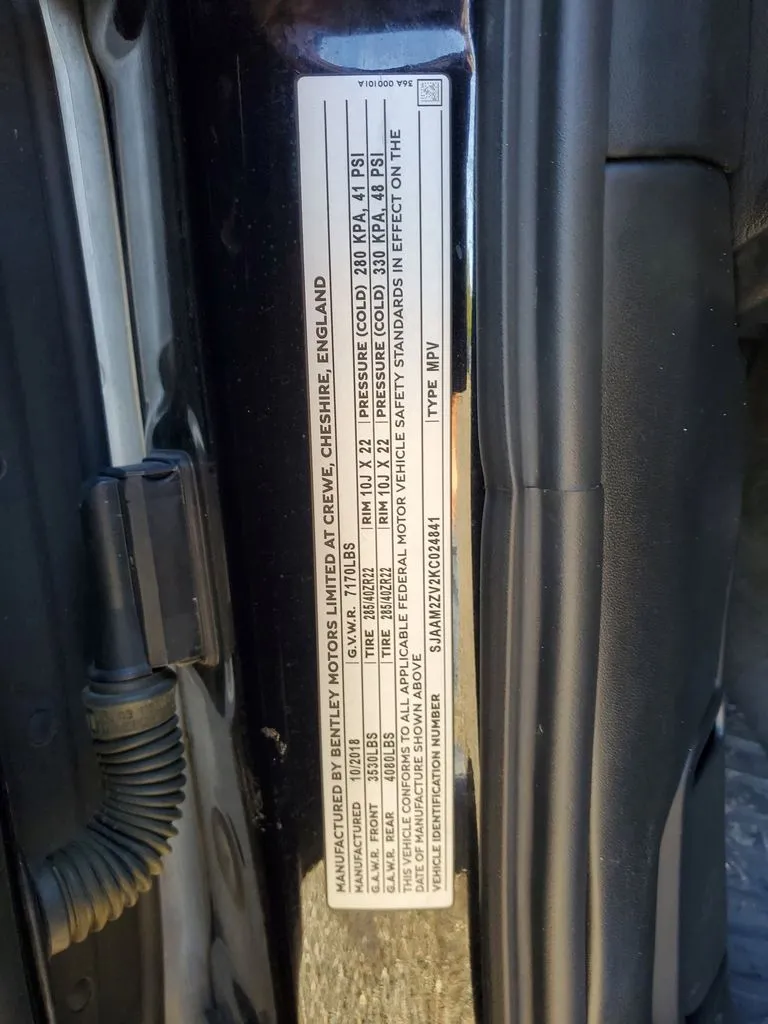 36A 000101A
MANUFACTURED BY BENTLEY MOTORS LIMITED AT CREWE, CHESHIRE, ENGLAND
MANUFACTURED 10/2018 G.V.W.R. 7170LBS
G.A.W.R. FRONT 3530LBS TIRE 285/40ZR22 RIM 10J X 22 PRESSURE (COLD) 280 KPA, 41 PSI
G.A.W.R. REAR 4080LBS TIRE 285/40ZR22 RIM 10J X 22 PRESSURE (COLD) 330 KPA, 48 PSI
THIS VEHICLE CONFORMS TO ALL APPLICABLE FEDERAL MOTOR VEHICLE SAFETY STANDARDS IN EFFECT ON THE
DATE OF MANUFACTURE SHOWN ABOVE
VEHICLE IDENTIFICATION NUMBER SJAAM2ZV2KC024841 TYPE MPV